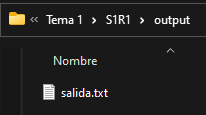 « Tema 1 > S1R1 > output
Nombre
salida.txt